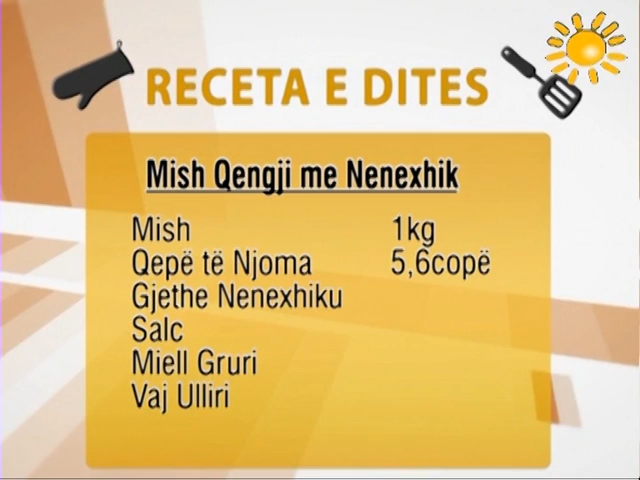 RECETA E DITES
Mish Qengji me Nenexhik
Mish 1kg
Qepë të Njoma 5,6copë
Gjethe Nenexhiku
Salc
Miell Gruri
Vaj Ulliri